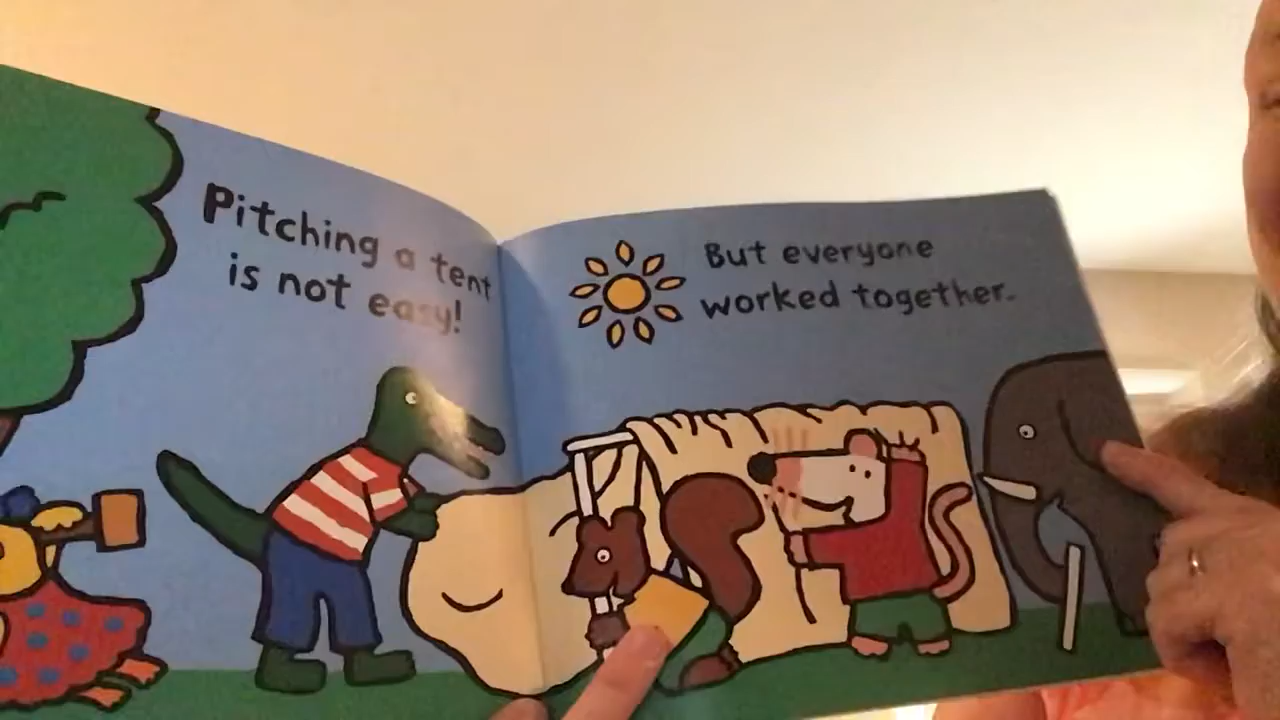 Pitching a tent
is not easy!
But everyone
worked together.